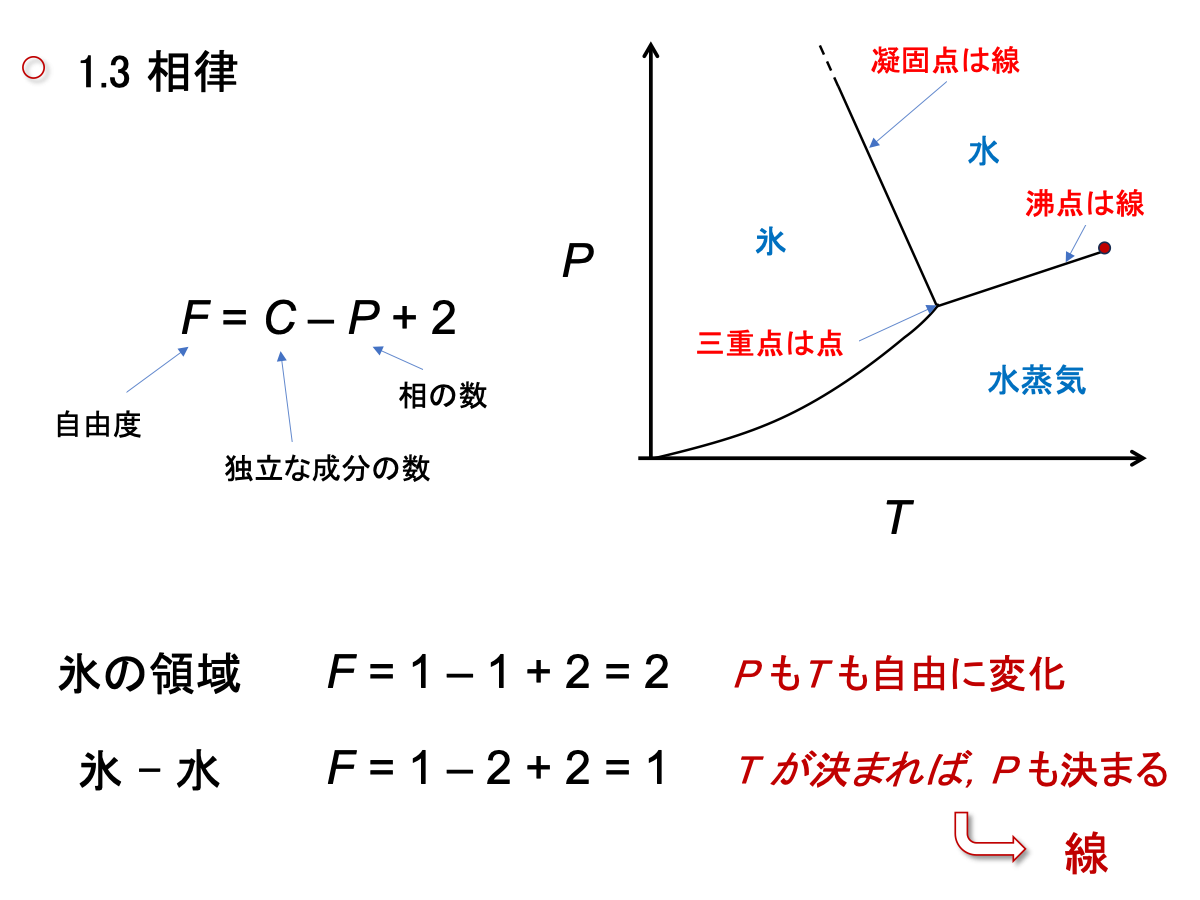 1.3 相律
凝固点は線
水
沸点は線
氷
P
F = C – P + 2
三重点は点
水蒸気
相の数
自由度
独立な成分の数
T
氷の領域 F = 1 – 1 + 2 = 2 PもTも自由に変化
氷 – 水 F = 1 – 2 + 2 = 1 Tが決まれば, Pも決まる
線